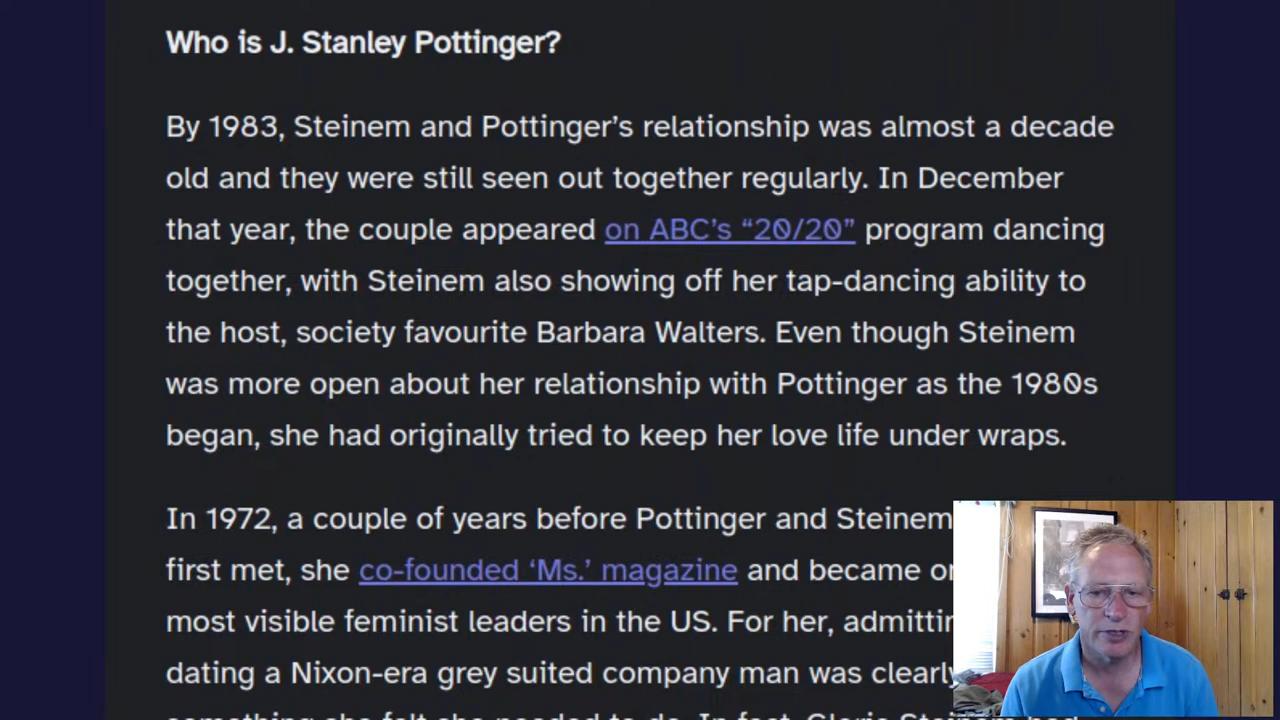 Who is J. Stanley Pottinger?
By 1983, Steinem and Pottinger’s relationship was almost a decade
old and they were still seen out together regularly. In December
that year, the couple appeared on ABC’s “20/20” program dancing
together, with Steinem also showing off her tap-dancing ability to
the host, society favourite Barbara Walters. Even though Steinem
was more open about her relationship with Pottinger as the 1980s
began, she had originally tried to keep her love life under wraps.
In 1972, a couple of years before Pottinger and Steinem
first met, she co-founded ‘Ms.’ magazine and became
most visible feminist leaders in the US. For her,
dating a Nixon-era grey suited company man was clearly